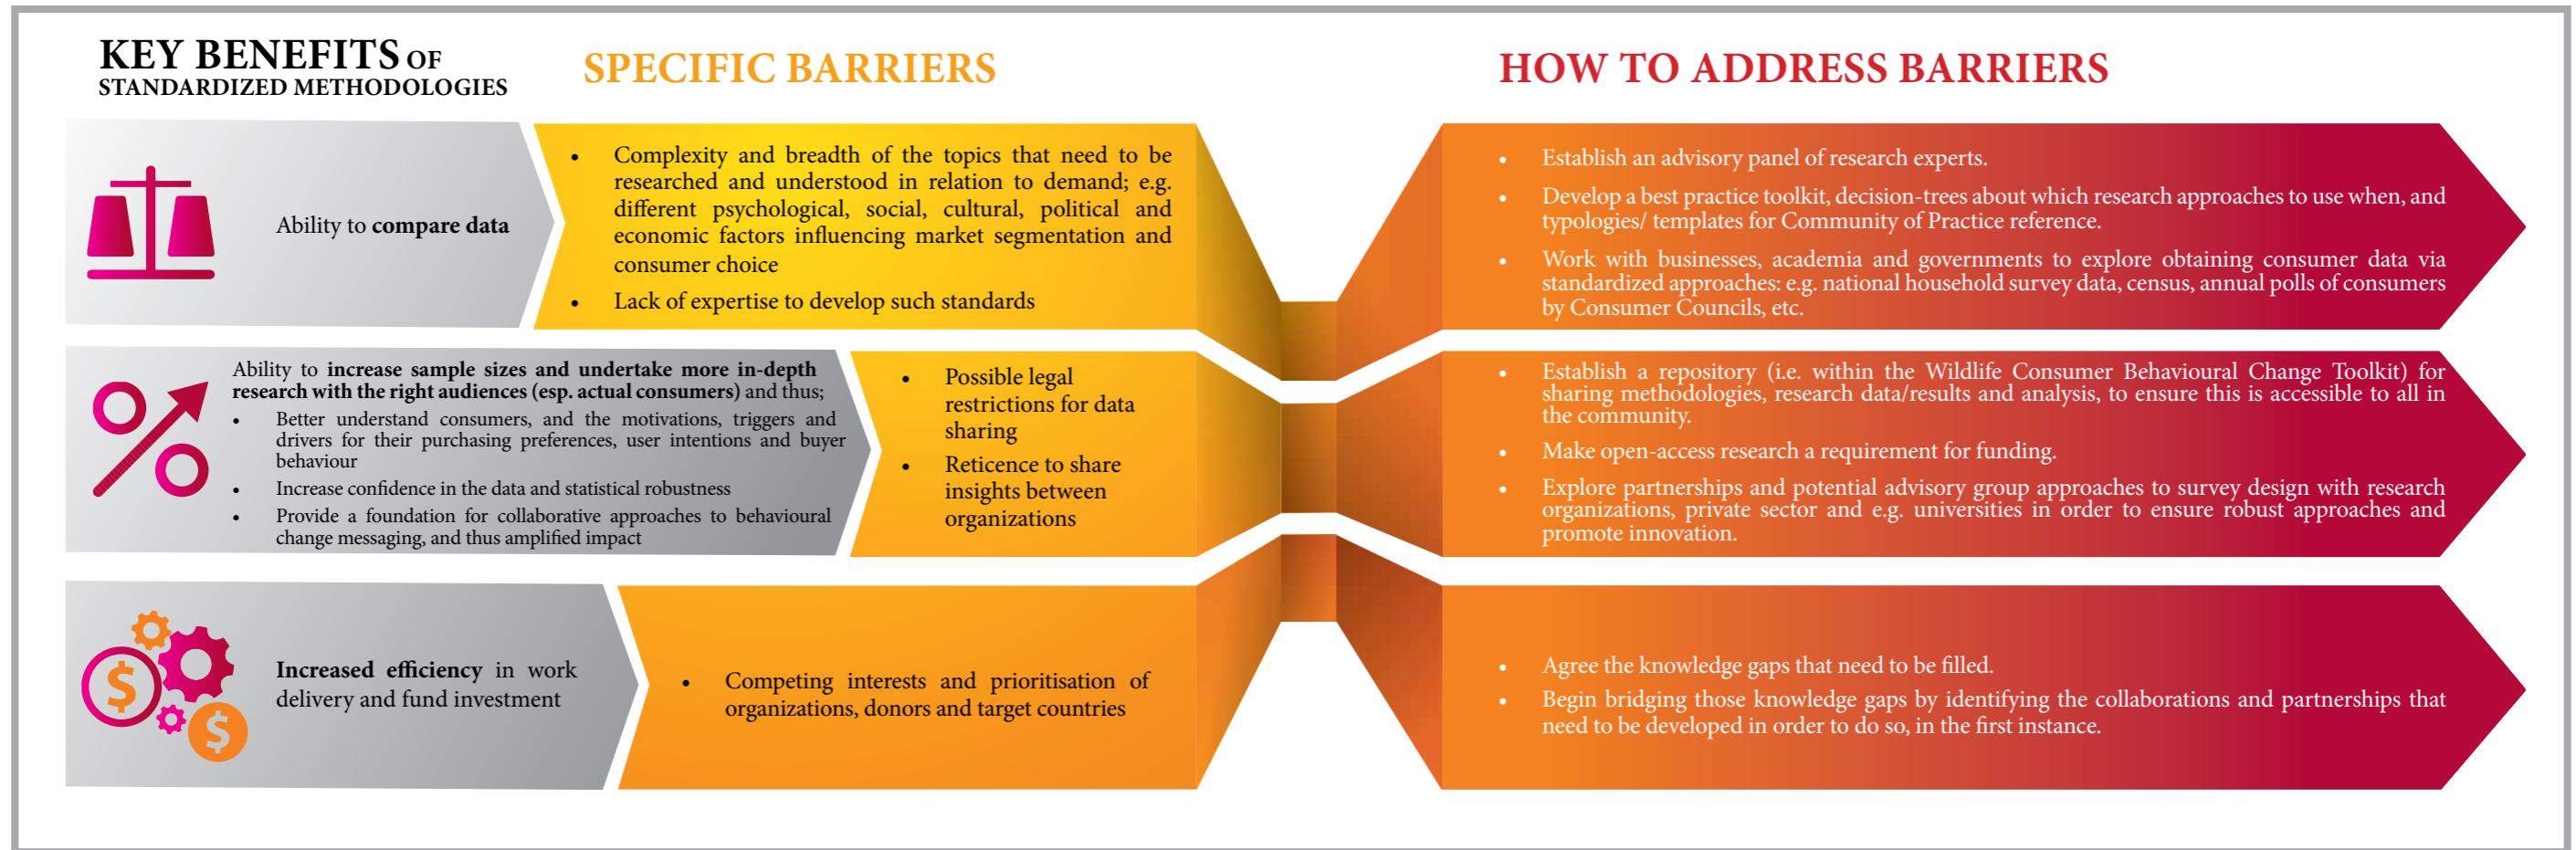 KEY BENEFITS OF
STANDARDIZED METHODOLOGIES
SPECIFIC BARRIERS
HOW TO ADDRESS BARRIERS
Ability to compare data
• Complexity and breadth of the topics that need to be
researched and understood in relation to demand; e.g.
different psychological, social, cultural, political and
economic factors influencing market segmentation and
consumer choice
• Lack of expertise to develop such standards
• Establish an advisory panel of research experts.
• Develop a best practice toolkit, decision-trees about which research approaches to use when, and
typologies/ templates for Community of Practice reference.
• Work with businesses, academia and governments to explore obtaining consumer data via
standardized approaches: e.g. national household survey data, census, annual polls of consumers
by Consumer Councils, etc.
Ability to increase sample sizes and undertake more in-depth
research with the right audiences (esp. actual consumers) and thus;
• Better understand consumers, and the motivations, triggers and
drivers for their purchasing preferences, user intentions and buyer
behaviour
• Increase confidence in the data and statistical robustness
• Provide a foundation for collaborative approaches to behavioural
change messaging, and thus amplified impact
• Possible legal
restrictions for data
sharing
• Reticence to share
insights between
organizations
• Establish a repository (i.e. within the Wildlife Consumer Behavioural Change Toolkit) for
sharing methodologies, research data/results and analysis, to ensure this is accessible to all in
the community.
• Make open-access research a requirement for funding.
• Explore partnerships and potential advisory group approaches to survey design with research
organizations, private sector and e.g. universities in order to ensure robust approaches and
promote innovation.
$
$
Increased efficiency in work
delivery and fund investment
• Competing interests and prioritisation of
organizations, donors and target countries
• Agree the knowledge gaps that need to be filled.
• Begin bridging those knowledge gaps by identifying the collaborations and partnerships that
need to be developed in order to do so, in the first instance.